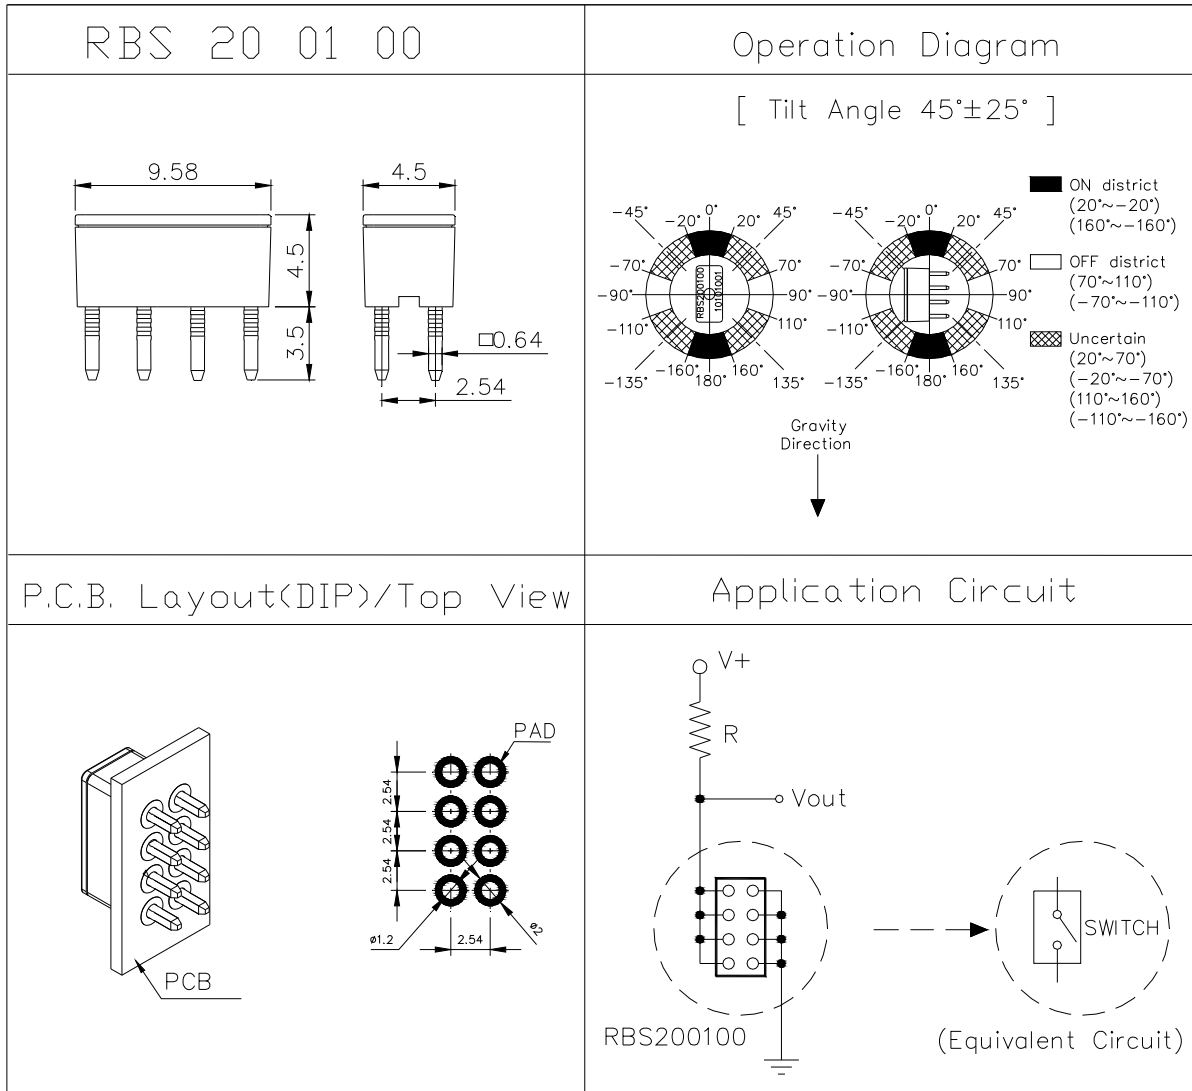 RBS 20 01 00
9.58
4.5
4.5
3.5
□0.64
2.54
Operation Diagram
[ Tilt Angle 45°±25° ]
-45°
-20°
0°
20°
45°
-70°
70°
-90°
90°
-110°
110°
-135°
-160°
180°
160°
135°
RBS200100
10101001
-45°
-20°
0°
20°
45°
-70°
70°
-90°
90°
-110°
110°
-135°
-160°
180°
160°
135°
ON district
(20°~-20°)
(160°~-160°)
OFF district
(70°~110°)
(-70°~-110°)
Uncertain
(20°~70°)
(-20°~-70°)
(110°~160°)
(-110°~-160°)
Gravity
Direction
P.C.B. Layout(DIP)/Top View
PCB
PAD
2.54
2.54
2.54
ø1.2
2.54
ø2
Application Circuit
V+
R
Vout
SWITCH
RBS200100
(Equivalent Circuit)